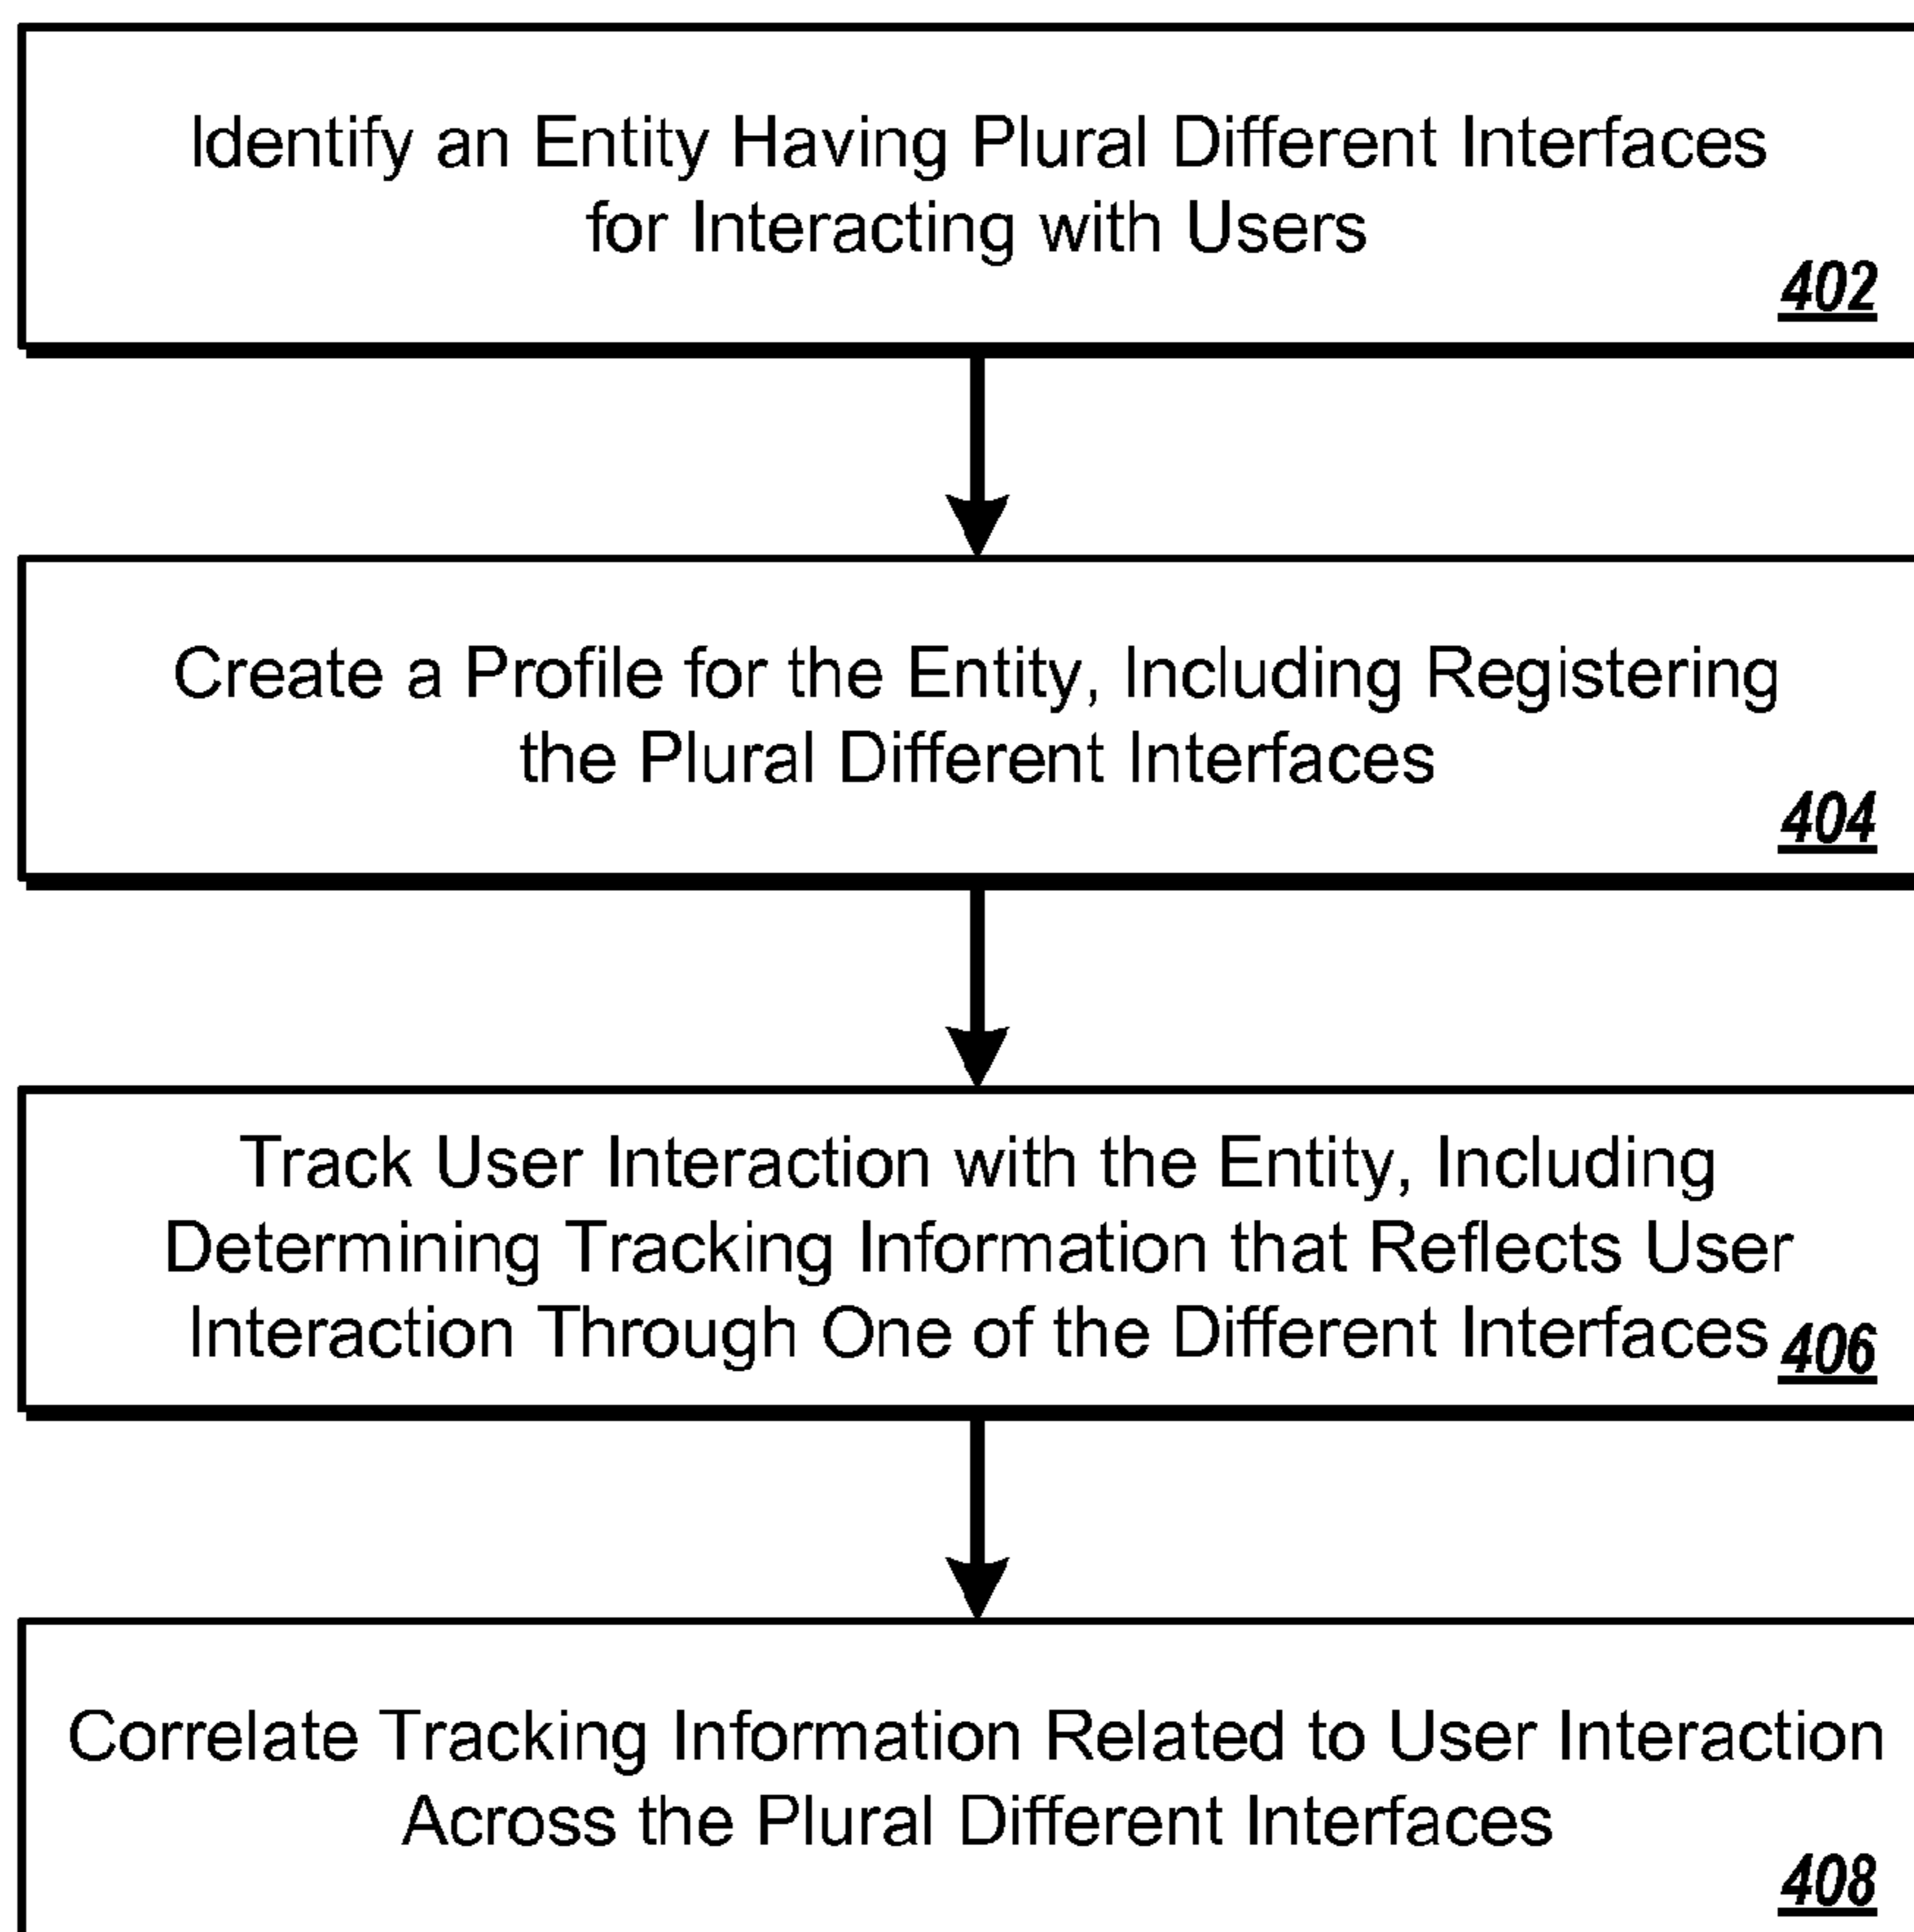 Identify an Entity Having Plural Different Interfaces
for Interacting with Users
402
Create a Profile for the Entity, Including Registering
the Plural Different Interfaces
404
Track User Interaction with the Entity, Including
Determining Tracking Information that Reflects User
Interaction Through One of the Different Interfaces
406
Correlate Tracking Information Related to User Interaction
Across the Plural Different Interfaces
408